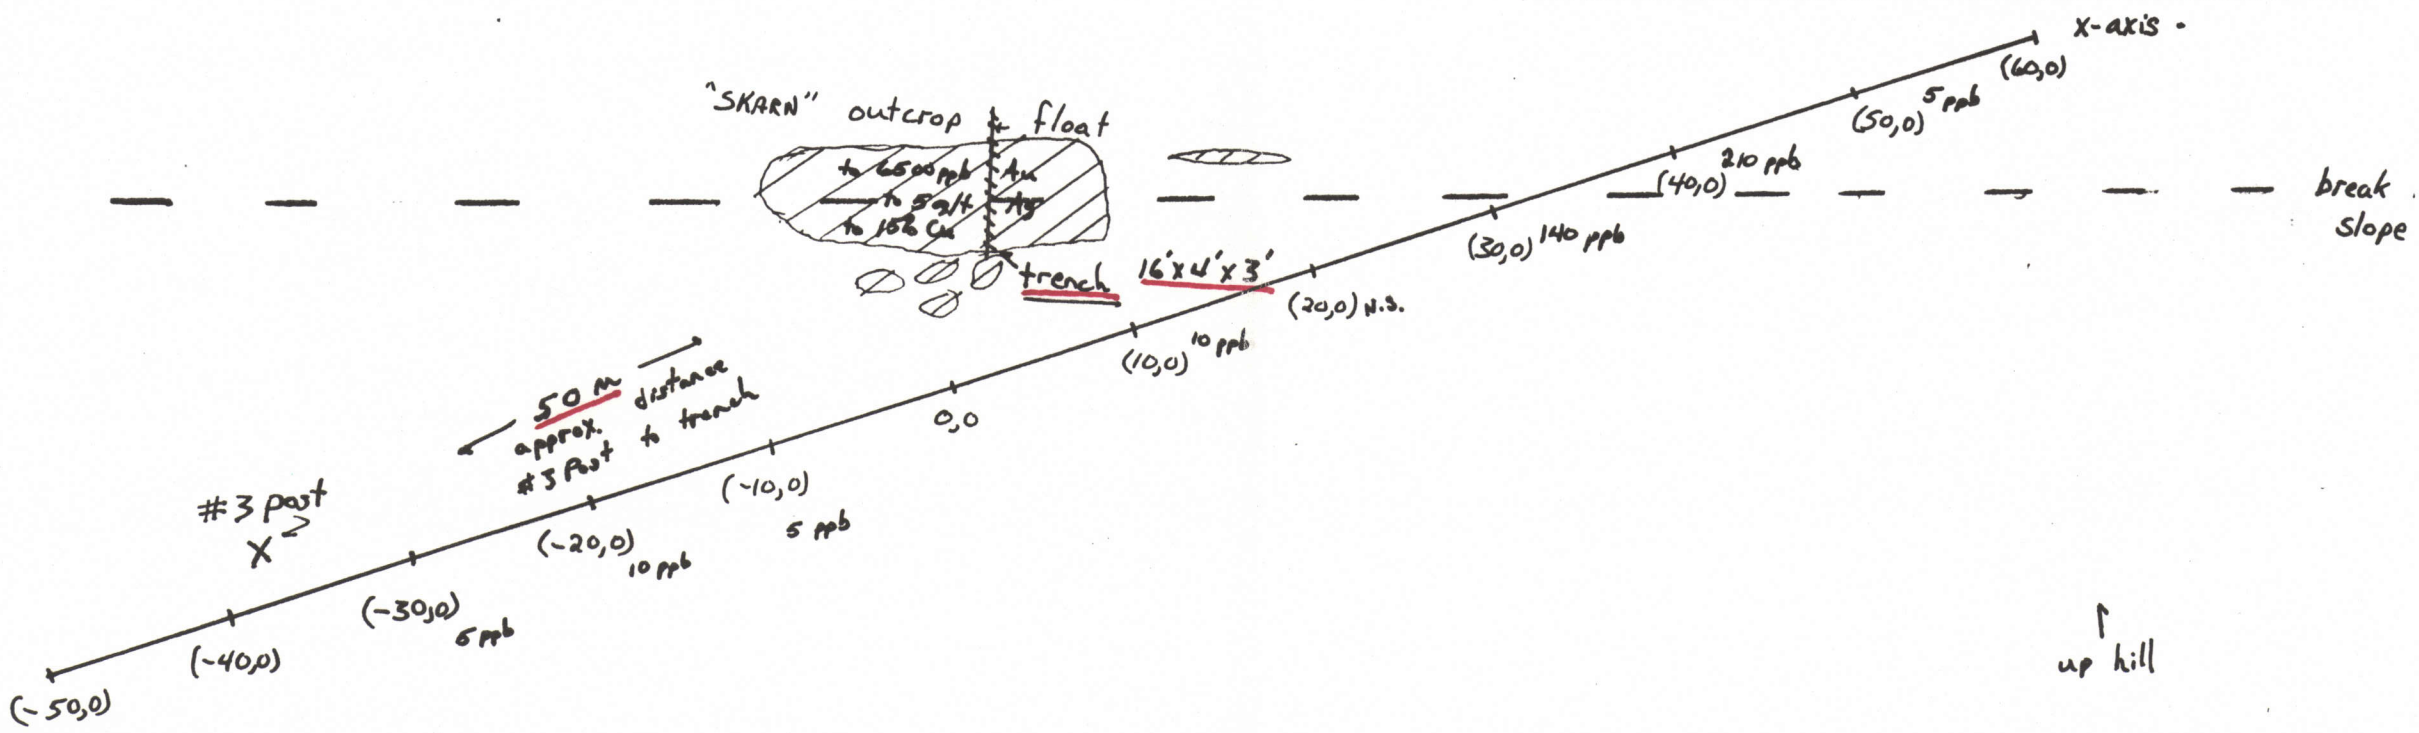 x-axis
(60,0)
5 ppb
(50,0)
210 ppb
(40,0)
break
slope
140 ppb
(30,0)
(20,0) N.S.
10 ppb
(10,0)
0,0
(-10,0)
5 ppb
(-20,0)
10 ppb
(-30,0)
5 ppb
(-40,0)
(-50,0)
"SKARN" outcrop
float
to 6500 ppb Au
to 5 g/t Ag
to 15% Cu
trench 16'x4'x3'
50 m
approx. distance
#3 Post to trench
#3 post
X
up hill